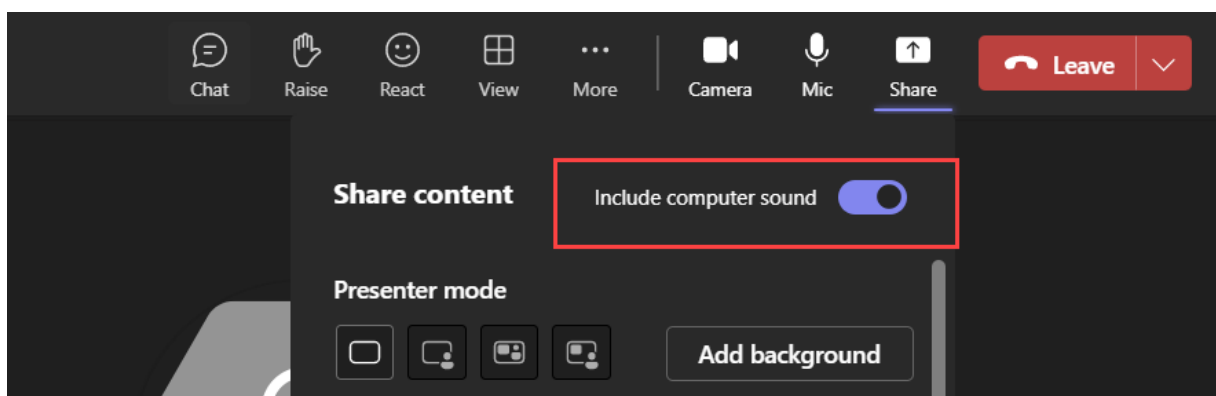 Chat Raise React View More Camera Mic Share Leave
Share content Include computer sound
Presenter mode
Add background